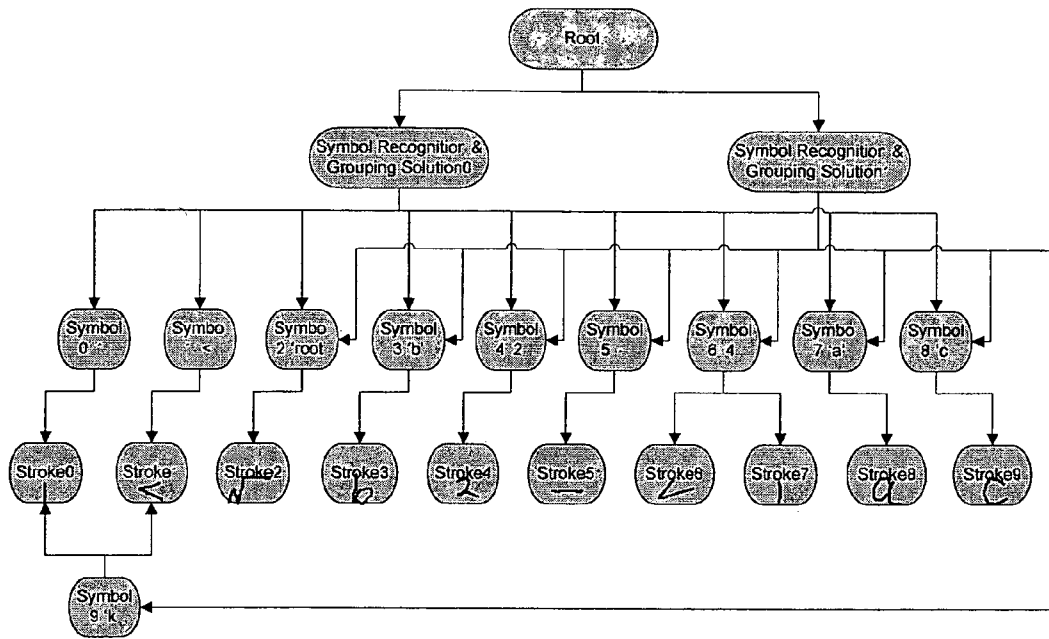 Root
Symbol Recognition &
Grouping Solution0
Symbol Recognition &
Grouping Solution
Symbol
0
Symbo
<
Symbo
2 'root
Symbol
3 'b'
Symbol
4 2
Symbol
5 -
Symbol
6 4
Symbo
7 'a'
Symbol
8 'c
Stroke0
Stroke
<
Stroke2
√
Stroke3
b
Stroke4
2
Stroke5
—
Stroke6
Stroke7
Stroke8
a
Stroke9
c
Symbol
9 'k